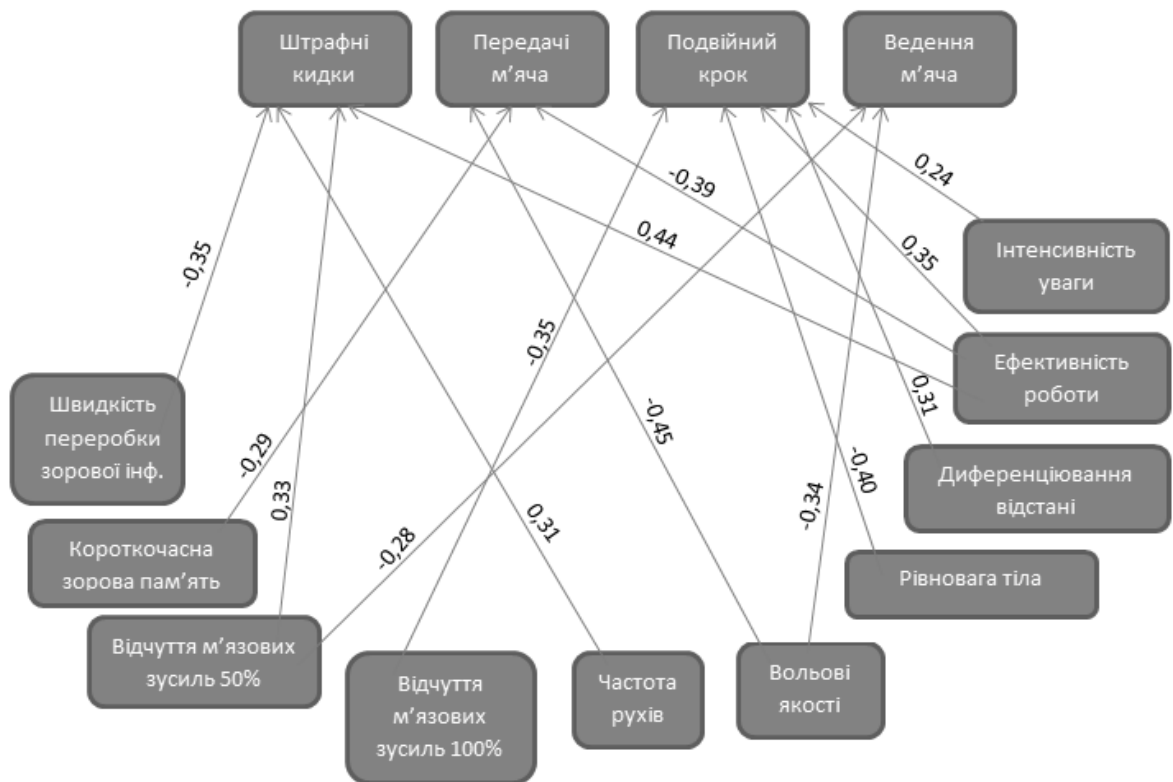 Штрафні
кидки
Передачі
м’яча
Подвійний
крок
Ведення
м’яча
0,24
-0,39
0,44
0,35
Інтенсивність
уваги
-0,35
-0,35
Ефективність
роботи
0,31
Швидкість
переробки
зорової інф.
-0,29
-0,45
-0,40
Диференціювання
відстані
0,33
-0,28
0,31
-0,34
Короткочасна
зорова пам’ять
Рівновага тіла
Відчуття м’язових
зусиль 50%
Відчуття
м’язових
зусиль 100%
Частота
рухів
Вольові
якості